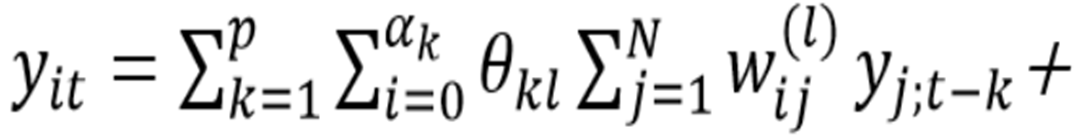 y_{it} = \sum_{k=1}^{p} \sum_{i=0}^{\alpha_k} \theta_{kl} \sum_{j=1}^{N} w_{ij}^{(l)} y_{j;t-k} +